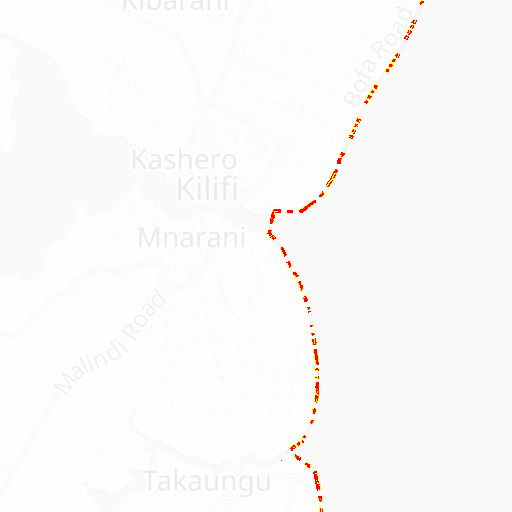 Kibarani
Bofa Road
Kashero
Kilifi
Mnarani
Malindi Road
Takaungu